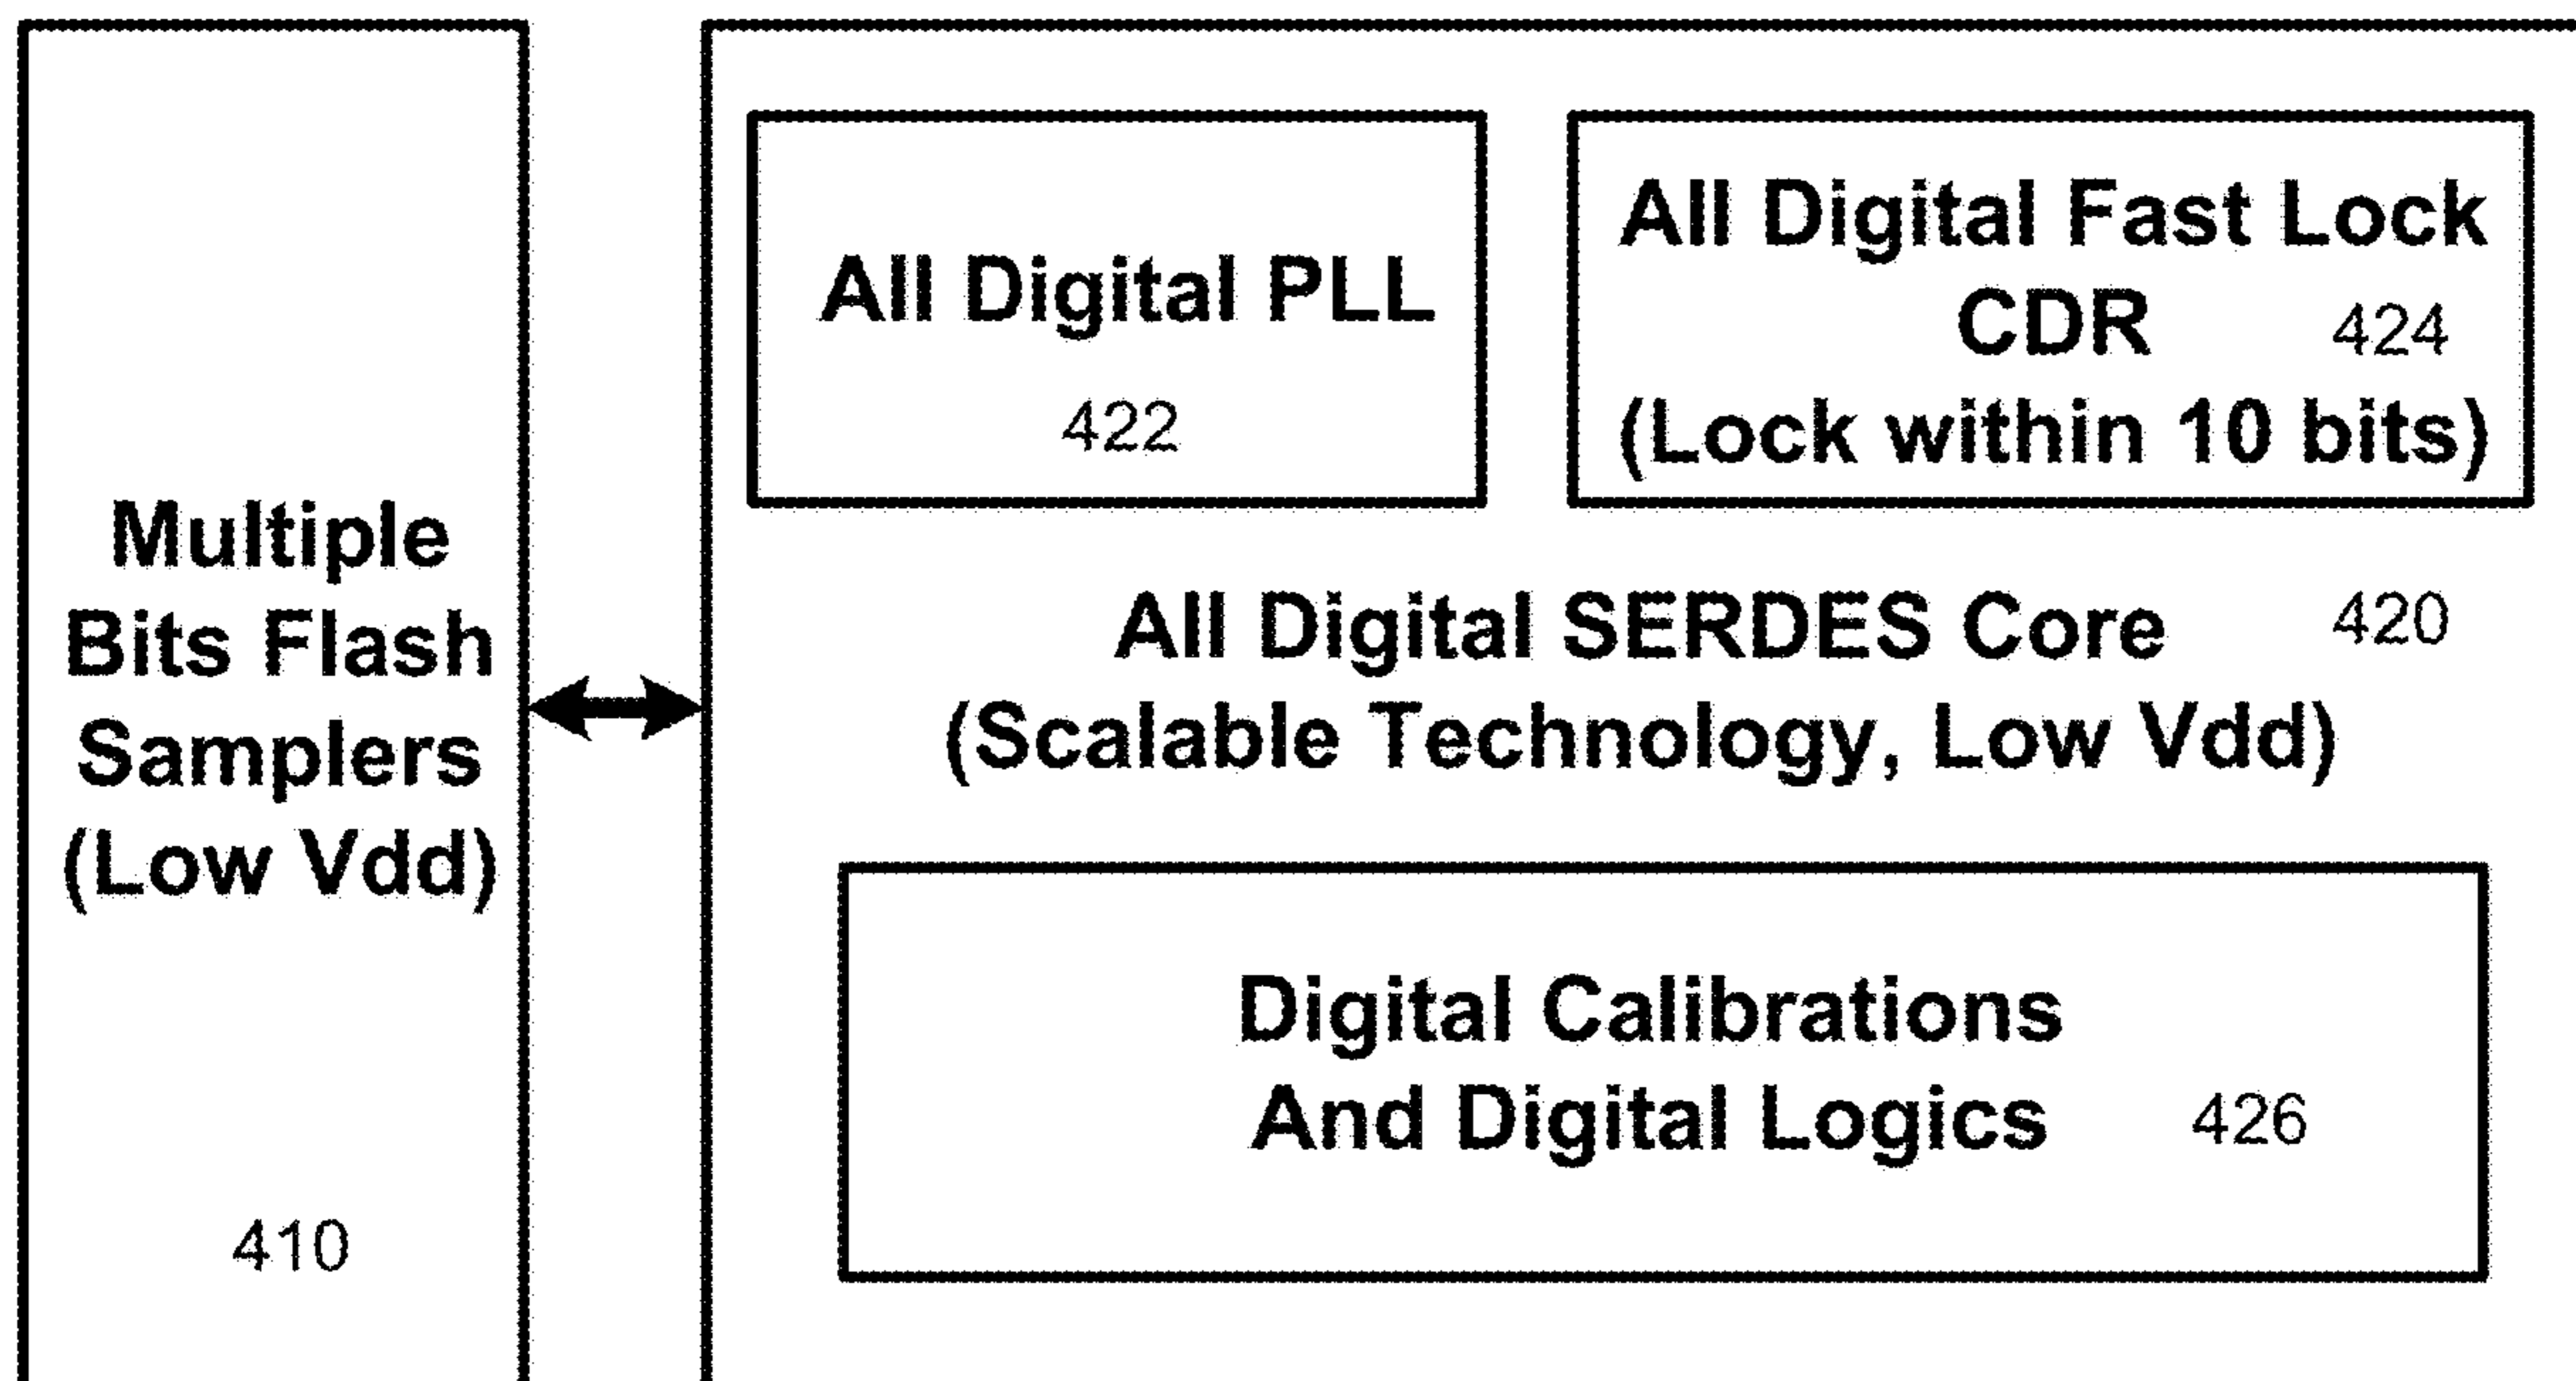 Multiple
Bits Flash
Samplers
(Low Vdd)
410
All Digital PLL
422
All Digital Fast Lock
CDR 424
(Lock within 10 bits)
All Digital SERDES Core 420
(Scalable Technology, Low Vdd)
Digital Calibrations
And Digital Logics 426